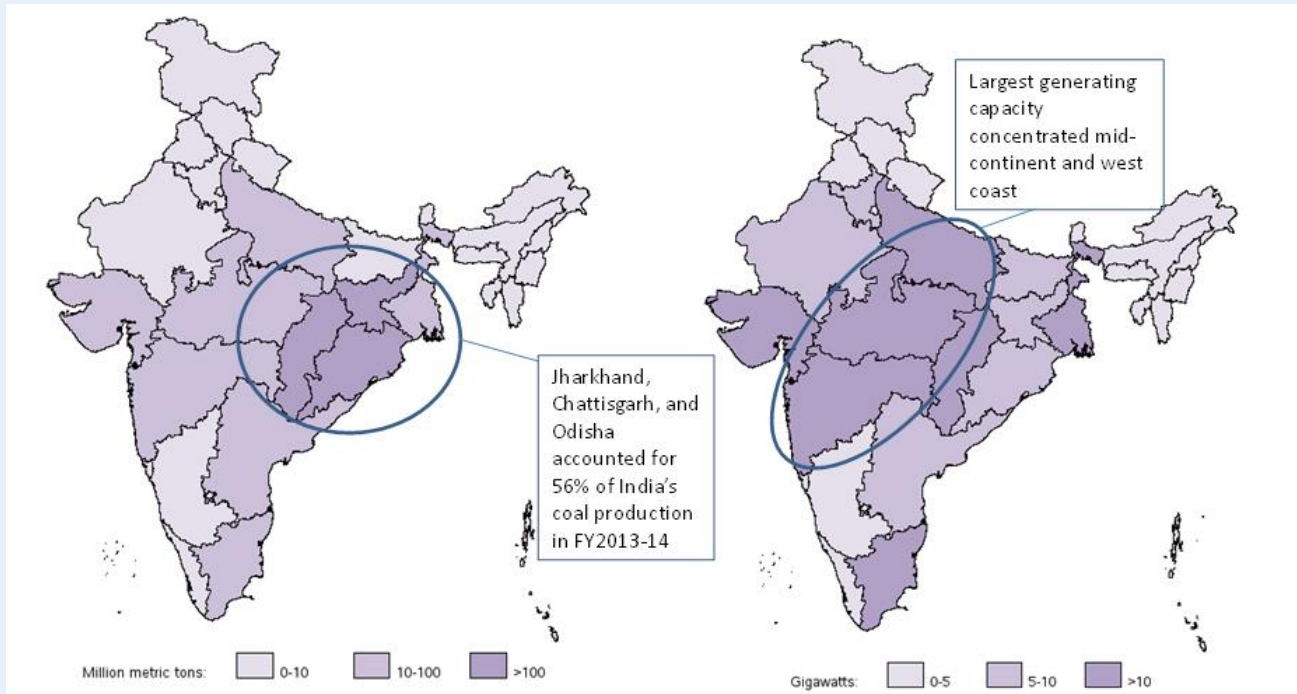 Largest generating
capacity
concentrated mid-
continent and west
coast
Jharkhand,
Chattisgarh, and
Odisha
accounted for
56% of India's
coal production
in FY2013-14
Million metric tons: 0-10 10-100 >100
Gigawatts: 0-5 5-10 >10